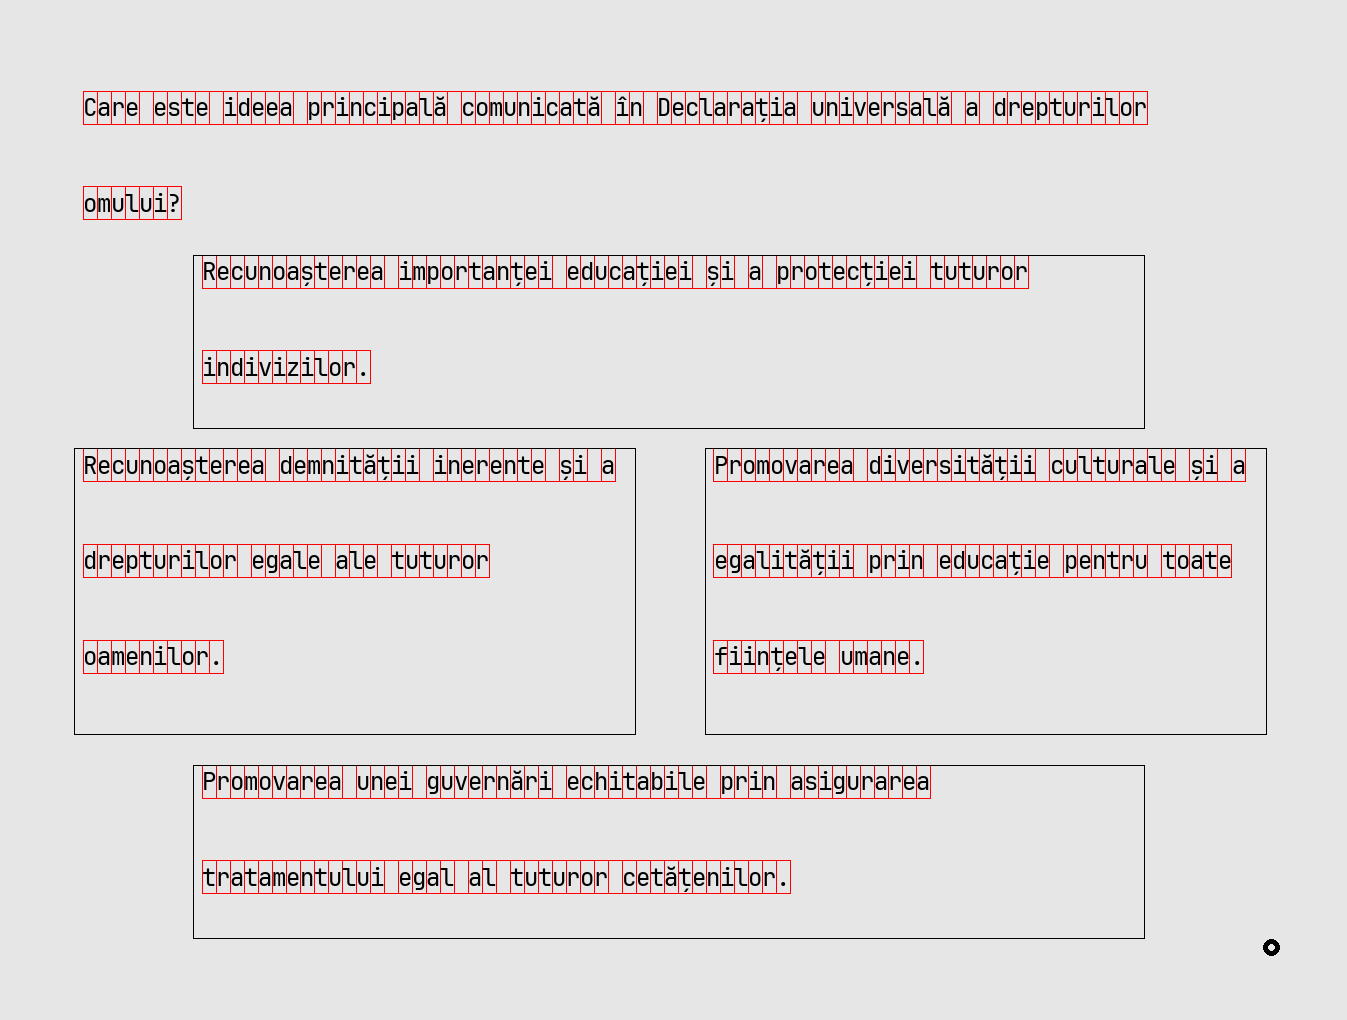 Care este ideea principală comunicată în Declarația universală a drepturilor
omului?
Recunoașterea importanței educației și a protecției tuturor
indivizilor.
Recunoașterea demnității inerente și a
drepturilor egale ale tuturor
oamenilor.
Promovarea diversității culturale și a
egalității prin educație pentru toate
ființele umane.
Promovarea unei guvernări echitabile prin asigurarea
tratamentului egal al tuturor cetățenilor.